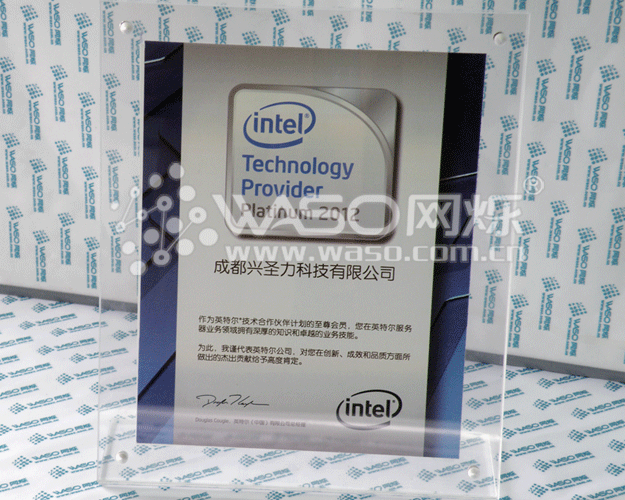 intel
Technology
Provider
Platinum 2012
WASO网烁®
www.waso.com.cn
成都兴圣力科技有限公司
作为英特尔®技术合作伙伴计划的至尊会员，您在英特尔服务
器业务领域拥有深厚的知识和卓越的业务技能。
为此，我谨代表英特尔公司，对您在创新、成效和品质方面所
做出的杰出贡献给予高度肯定。
intel